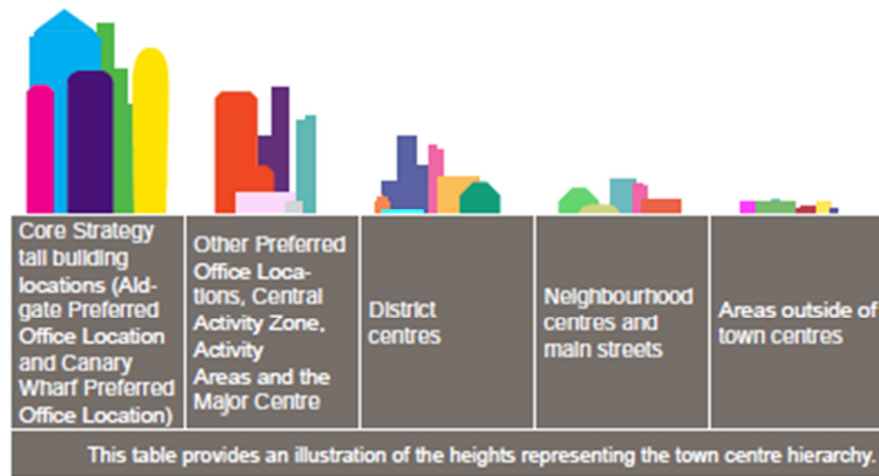 Core Strategy
tall building
locations (Ald-
gate Preferred
Office Location
and Canary
Wharf Preferred
Office Location)
Other Preferred
Office Loca-
tions, Central
Activity Zone,
Activity
Areas and the
Major Centre
District
centres
Neighbourhood
centres and
main streets
Areas outside of
town centres
This table provides an illustration of the heights representing the town centre hierarchy.